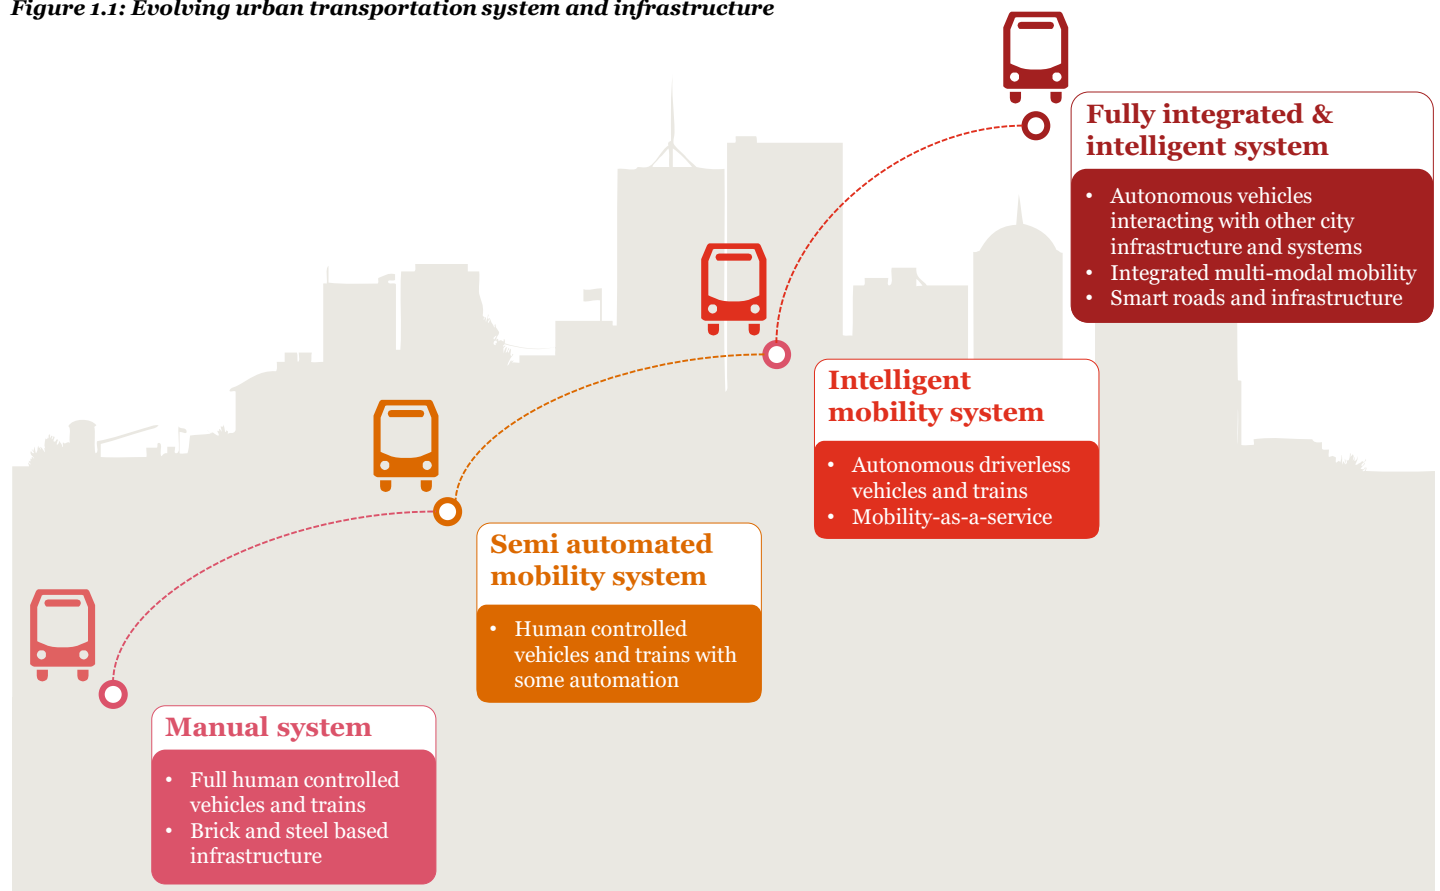 Figure 1.1: Evolving urban transportation system and infrastructure
Fully integrated &
intelligent system
• Autonomous vehicles
interacting with other city
infrastructure and systems
• Integrated multi-modal mobility
• Smart roads and infrastructure
Intelligent
mobility system
• Autonomous driverless
vehicles and trains
• Mobility-as-a-service
Semi automated
mobility system
• Human controlled
vehicles and trains with
some automation
Manual system
• Full human controlled
vehicles and trains
• Brick and steel based
infrastructure